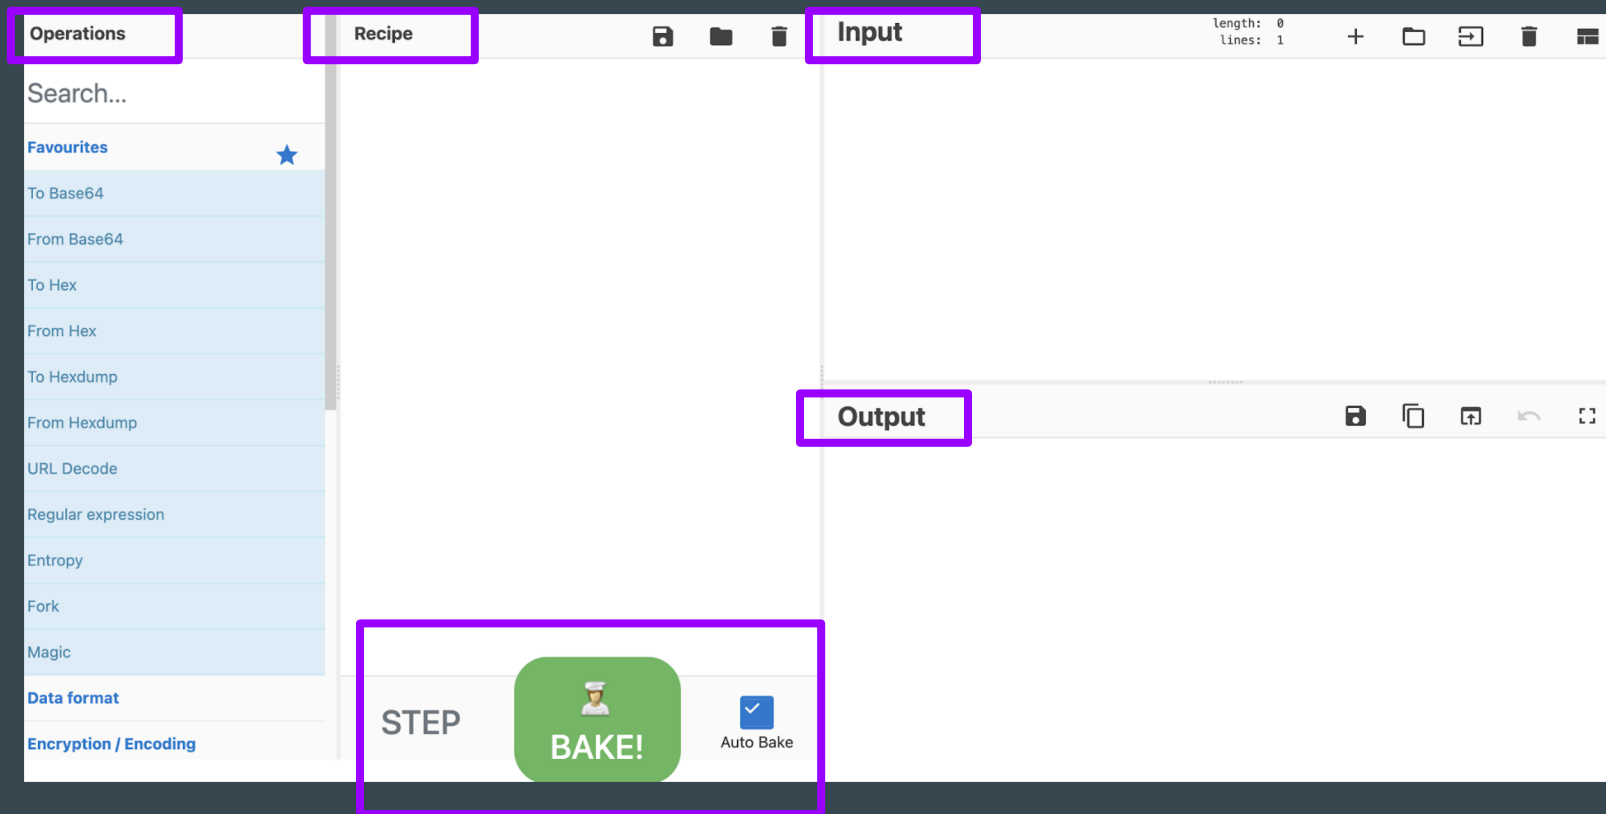 Operations
Search...
Favourites
To Base64
From Base64
To Hex
From Hex
To Hexdump
From Hexdump
URL Decode
Regular expression
Entropy
Fork
Magic
Data format
Encryption / Encoding
Recipe
STEP
BAKE!
Auto Bake
Input
length: 0
lines: 1
Output